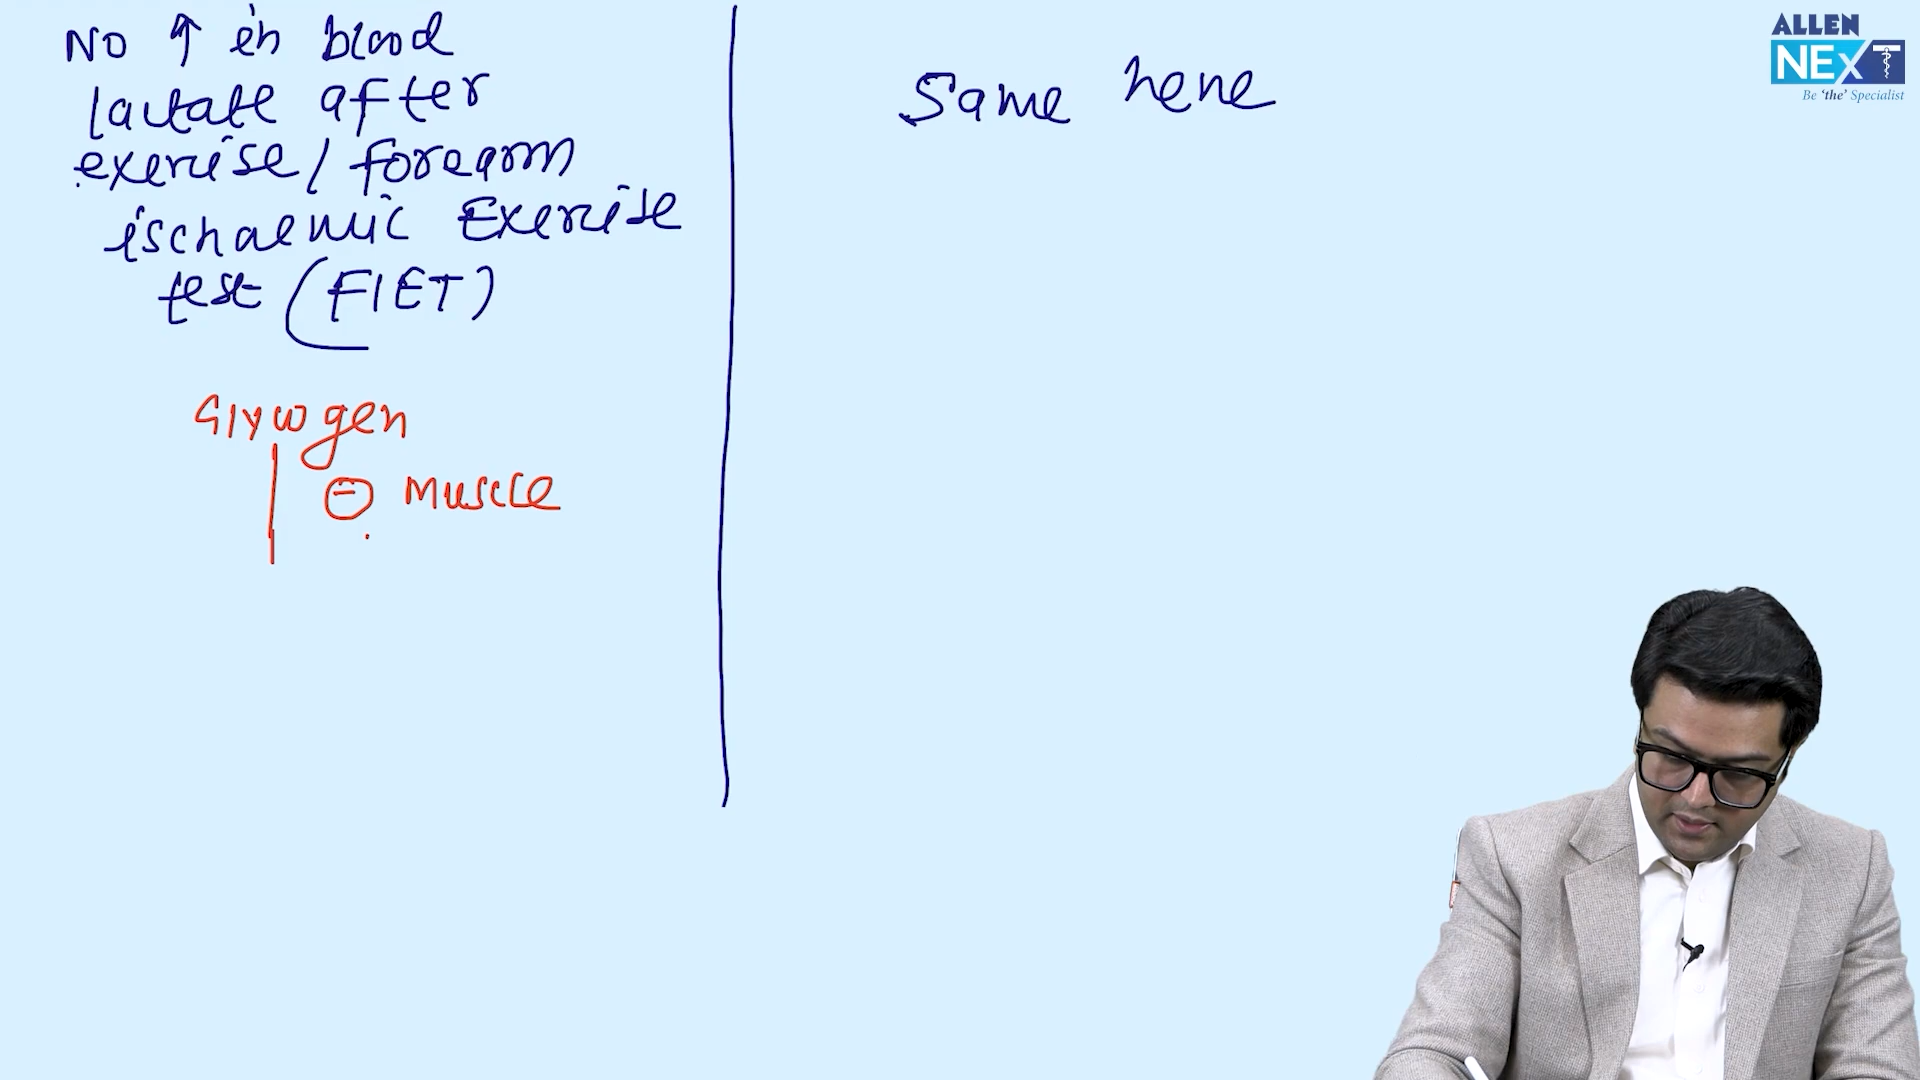 No ↑ in blood
lactate after
exercise / forearm
ischaemic Exercise
test (FIET)
Glycogen
⊖ Muscle
Same here
ALLEN
NEXT
Be 'the' Specialist